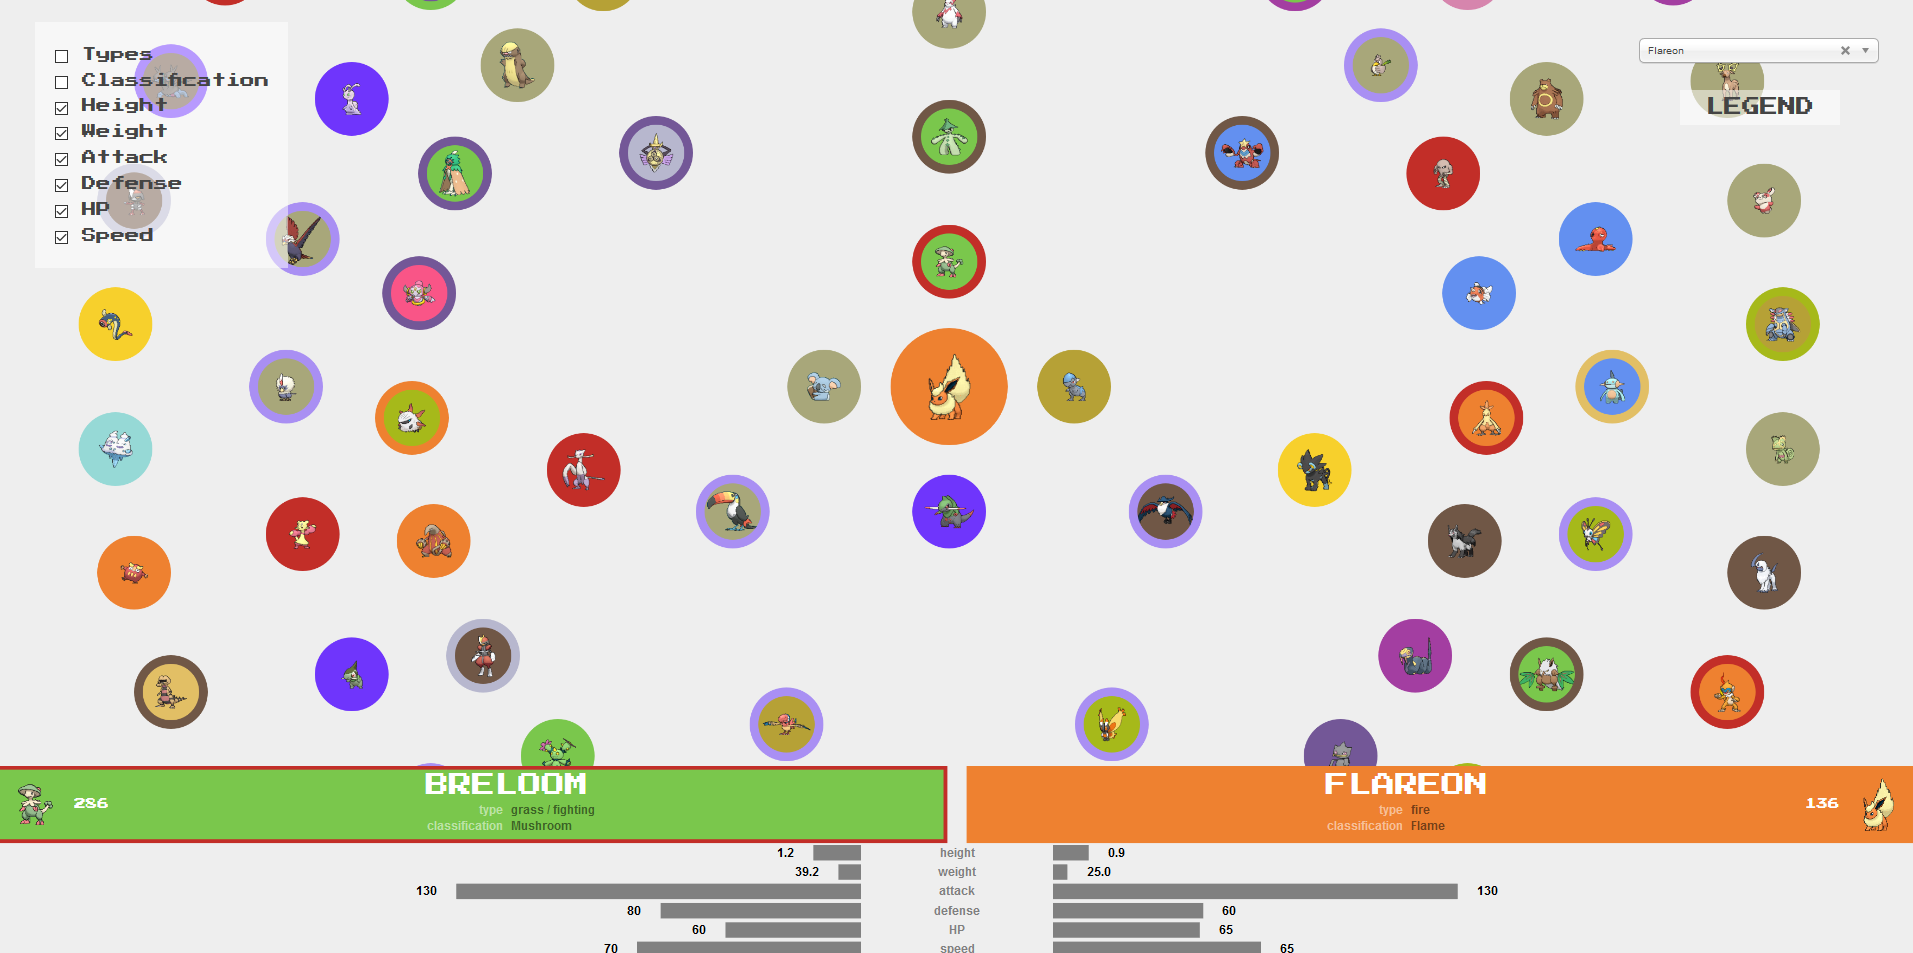 Types
Classification
Height
Weight
Attack
Defense
HP
Speed
Flareon
LEGEND
286
BRELOOM
type grass / fighting
classification Mushroom
FLAREON
type fire
classification Flame
136
1.2 height 0.9
39.2 weight 25.0
130 attack 130
80 defense 60
60 HP 65
70 speed 65